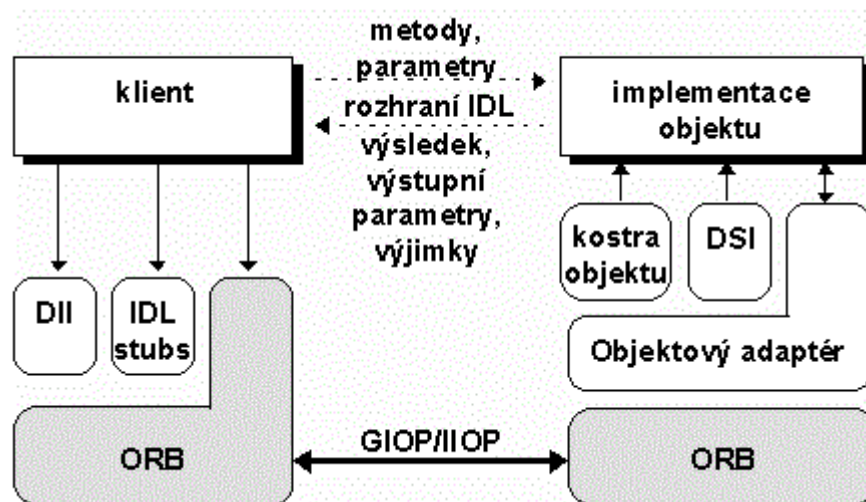 metody,
parametry
klient
rozhraní IDL
implementace
objektu
výsledek,
výstupní
parametry,
výjimky
kostra
objektu
DSI
DII
IDL
stubs
Objektový adaptér
ORB
GIOP/IIOP
ORB